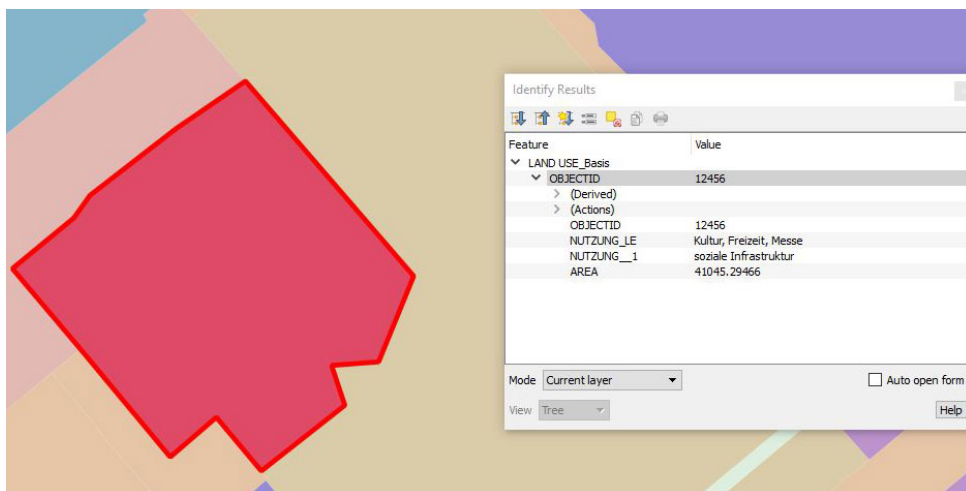 Identify Results
Feature Value
LAND USE_Basis
OBJECTID 12456
(Derived)
(Actions)
OBJECTID 12456
NUTZUNG_LE Kultur, Freizeit, Messe
NUTZUNG__1 soziale Infrastruktur
AREA 41045.29466
Mode Current layer Auto open form
View Tree Help